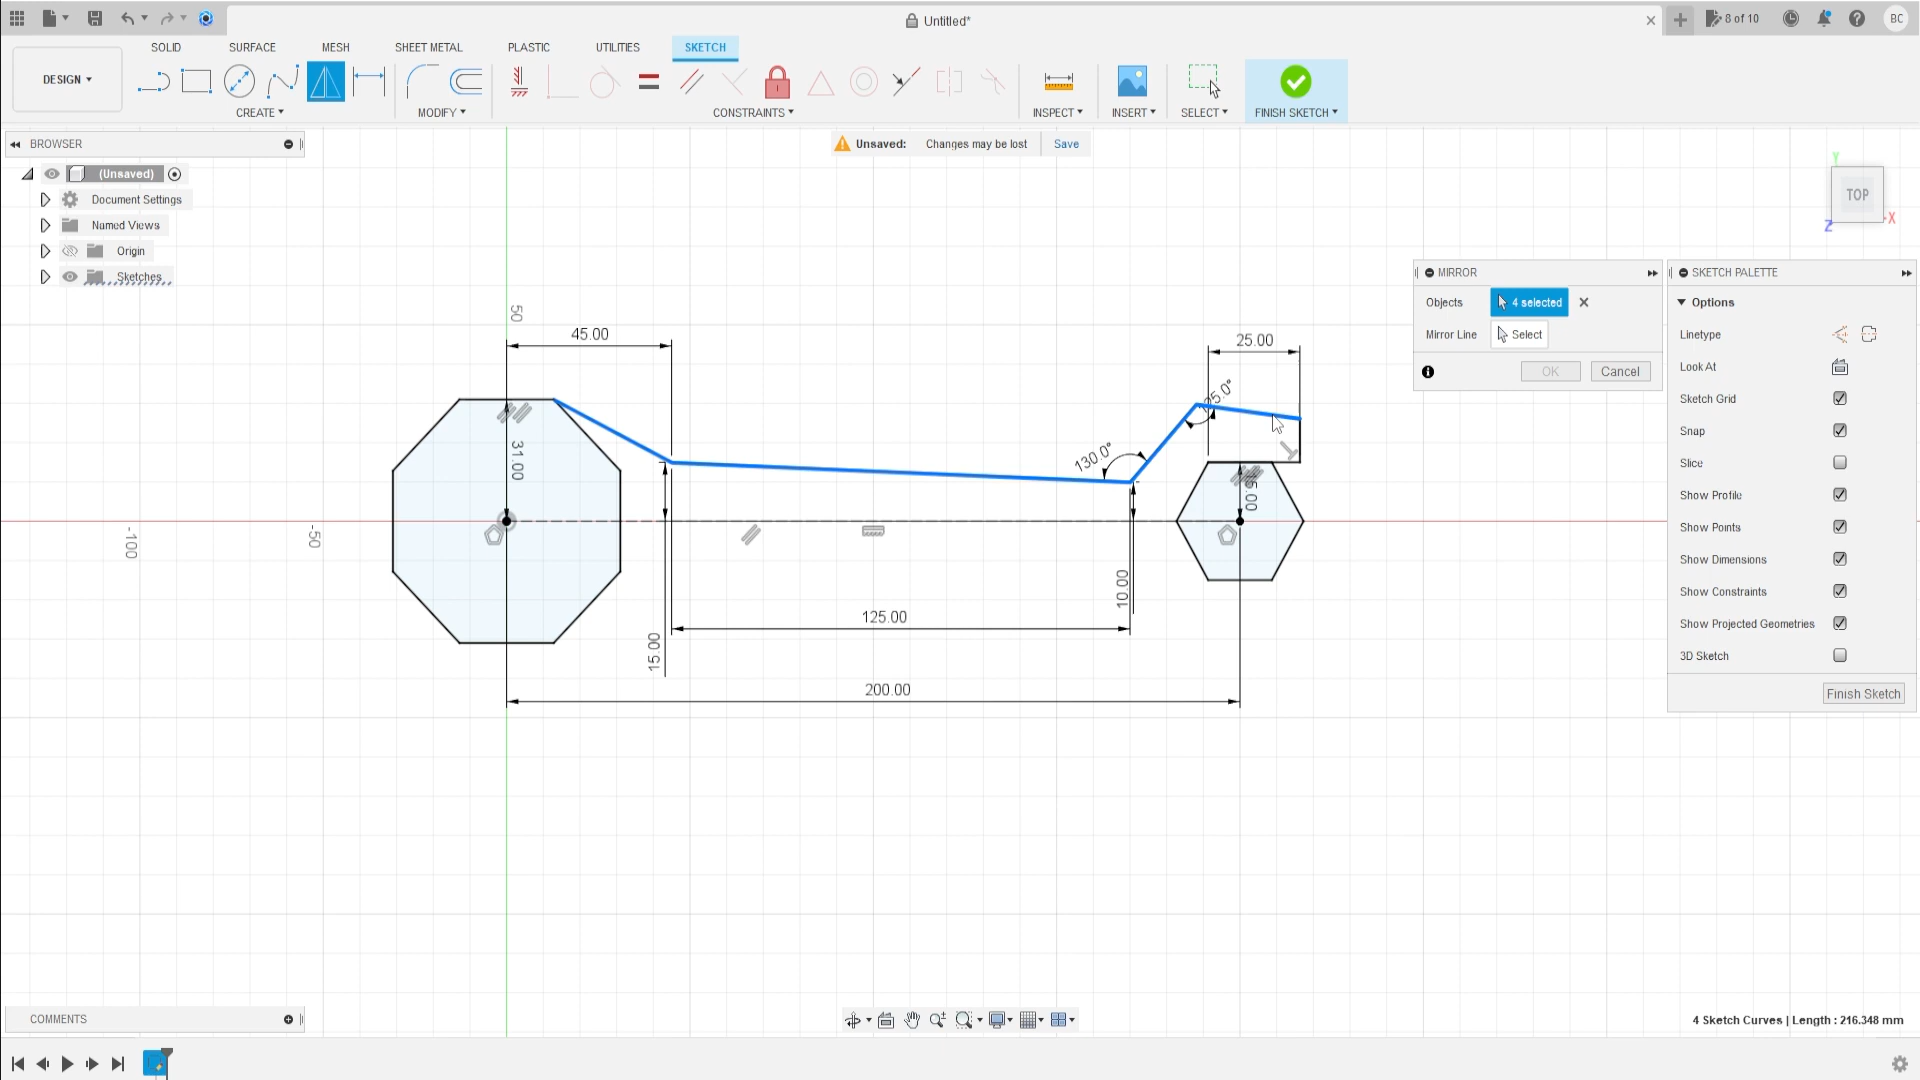 Untitled*
8 of 10
BC
DESIGN
SOLID
SURFACE
MESH
SHEET METAL
PLASTIC
UTILITIES
SKETCH
CREATE
MODIFY
CONSTRAINTS
INSPECT
INSERT
SELECT
FINISH SKETCH
BROWSER
Unsaved: Changes may be lost Save
(Unsaved)
Document Settings
Named Views
Origin
Sketches
Y
TOP
X
Z
MIRROR
Objects 4 selected
Mirror Line Select
OK Cancel
SKETCH PALETTE
Options
Linetype
Look At
Sketch Grid
Snap
Slice
Show Profile
Show Points
Show Dimensions
Show Constraints
Show Projected Geometries
3D Sketch
Finish Sketch
50
45.00
25.00
31.00
130.0°
-100
-50
10.00
125.00
15.00
200.00
COMMENTS
4 Sketch Curves | Length : 216.348 mm